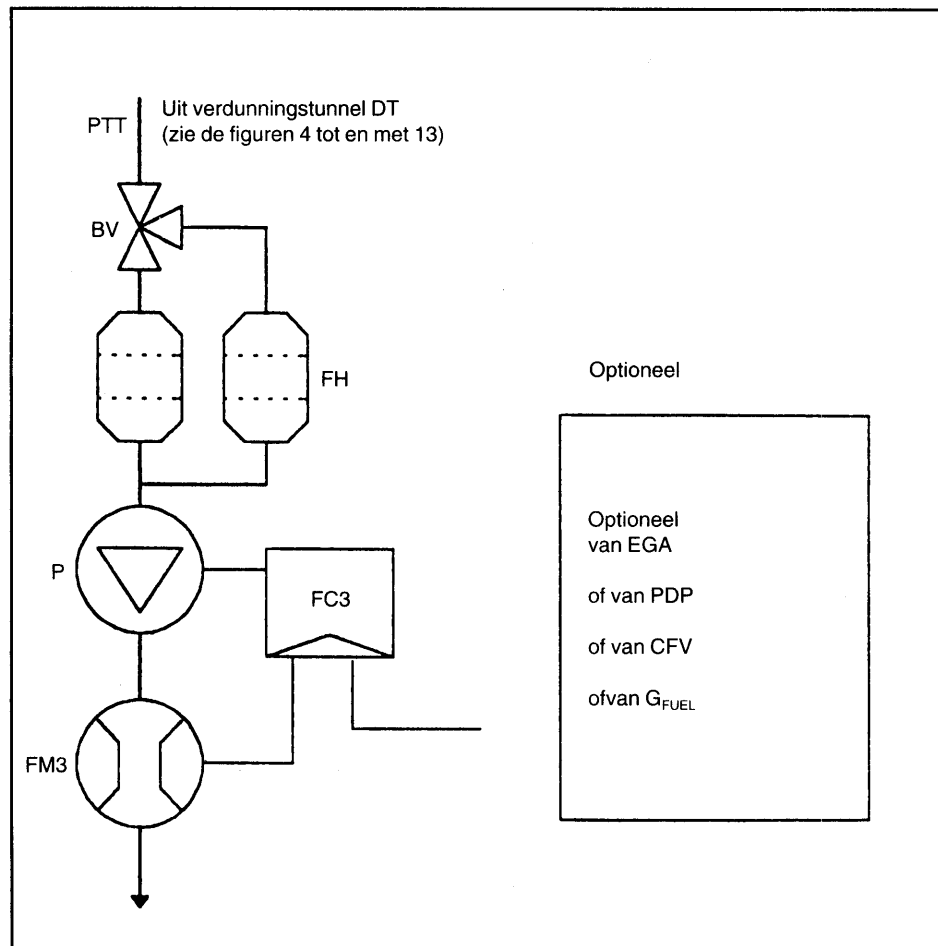 Uit verdunningstunnel DT
(zie de figuren 4 tot en met 13)
PTT
BV
FH
Optioneel
Optioneel
van EGA
of van PDP
of van CFV
ofvan G_FUEL
P
FC3
FM3